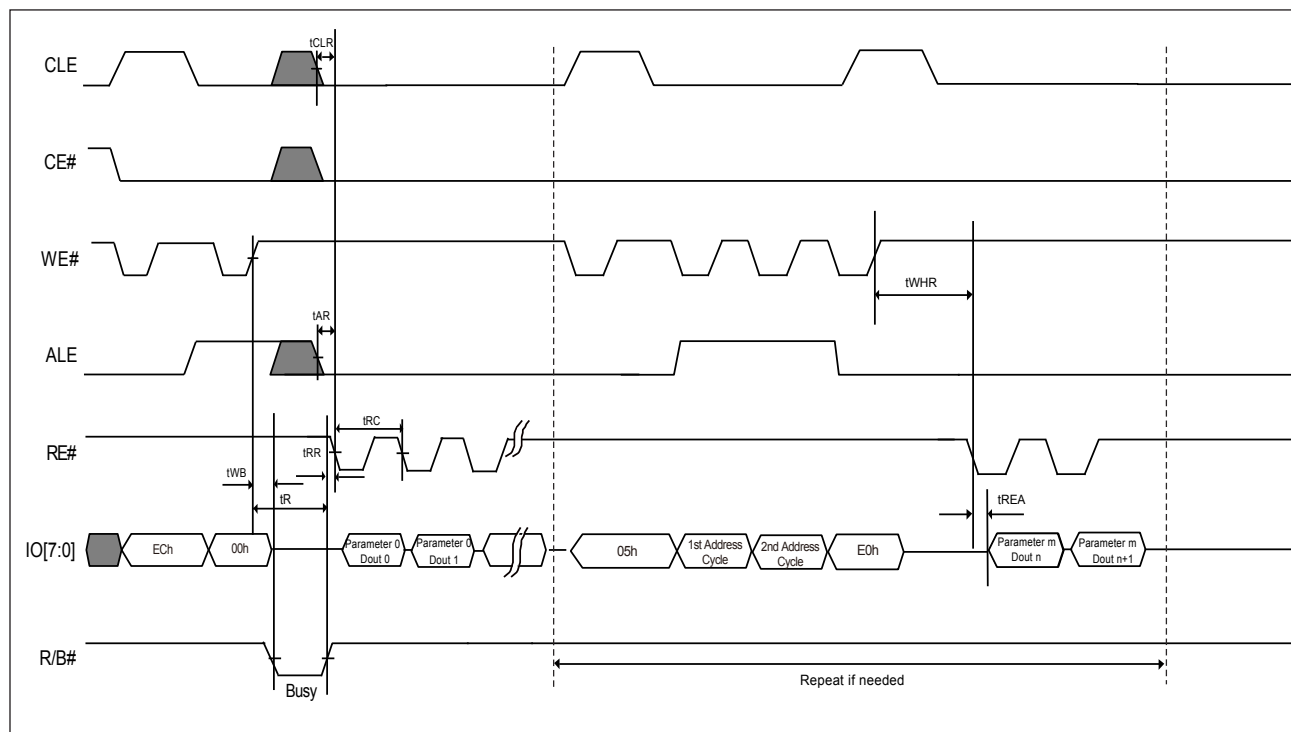 CLE
tCLR
CE#
WE#
tWHR
ALE
tAR
RE#
tRC
tRR
tWB
tR
tREA
IO[7:0]
ECh
00h
Parameter 0
Dout 0
Parameter 0
Dout 1
05h
1st Address
Cycle
2nd Address
Cycle
E0h
Parameter m
Dout n
Parameter m
Dout n+1
R/B#
Busy
Repeat if needed